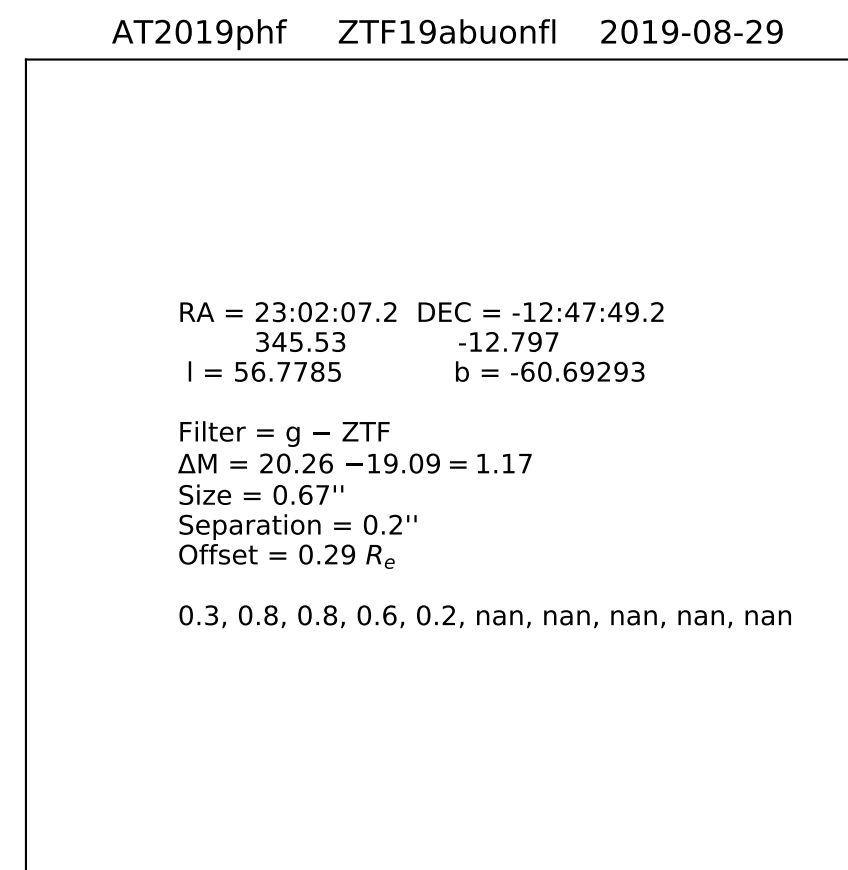 AT2019phf ZTF19abuonfl 2019-08-29
RA = 23:02:07.2 DEC = -12:47:49.2
345.53 -12.797
l = 56.7785 b = -60.69293
Filter = g − ZTF
ΔM = 20.26 −19.09 = 1.17
Size = 0.67''
Separation = 0.2''
Offset = 0.29 Re
0.3, 0.8, 0.8, 0.6, 0.2, nan, nan, nan, nan, nan